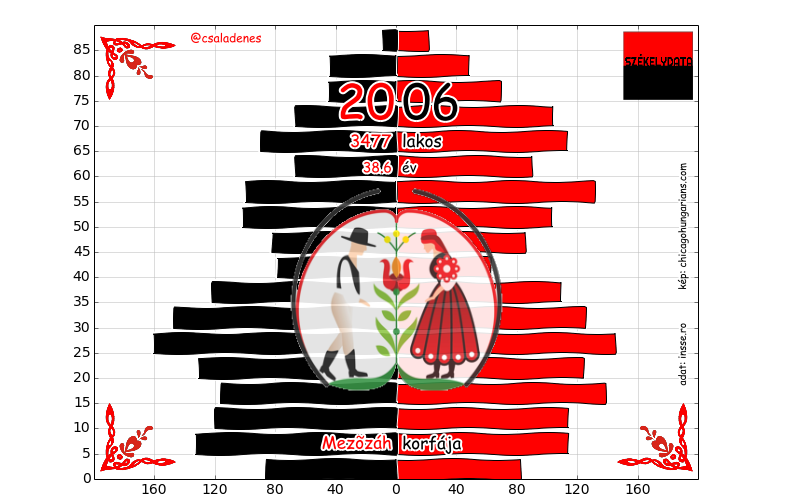 @csaladenes
SZÉKELYDATA
2006
3477 lakos
38.6 év
kép: chicagohungarians.com
adat: insse.ro
Mezõzáh korfája
85
80
75
70
65
60
55
50
45
40
35
30
25
20
15
10
5
0
160 120 80 40 0 40 80 120 160